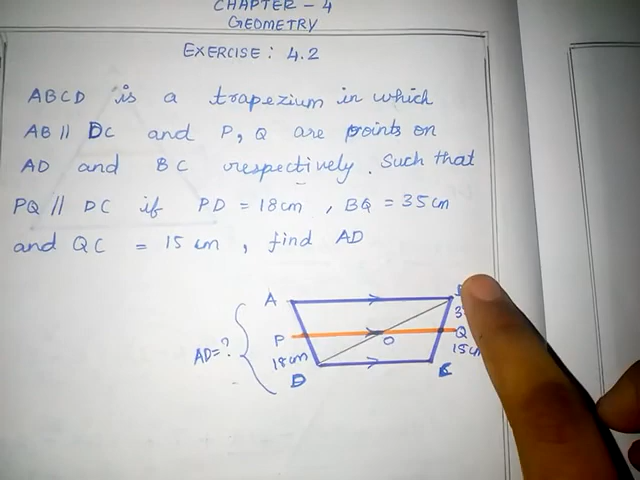 CHAPTER - 4
GEOMETRY
EXERCISE: 4.2
ABCD is a trapezium in which
AB || DC and P, Q are points on
AD and BC respectively. Such that
PQ // DC if PD = 18cm, BQ = 35cm
and QC = 15 cm, find AD
A
P
O
Q
AD=?
18cm
15cm
D